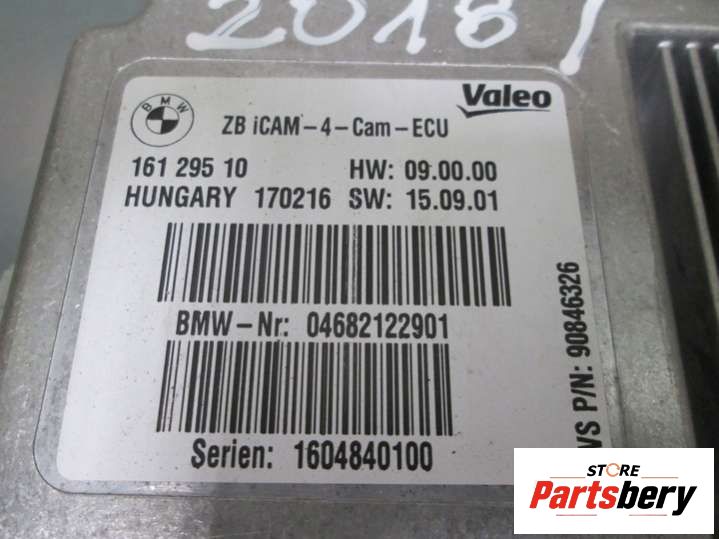 2018/
BMW
Valeo
ZB iCAM-4-Cam-ECU
161 295 10 HW: 09.00.00
HUNGARY 170216 SW: 15.09.01
BMW-Nr: 04682122901
Serien: 1604840100
VS P/N: 90846326
STORE
Partsbery